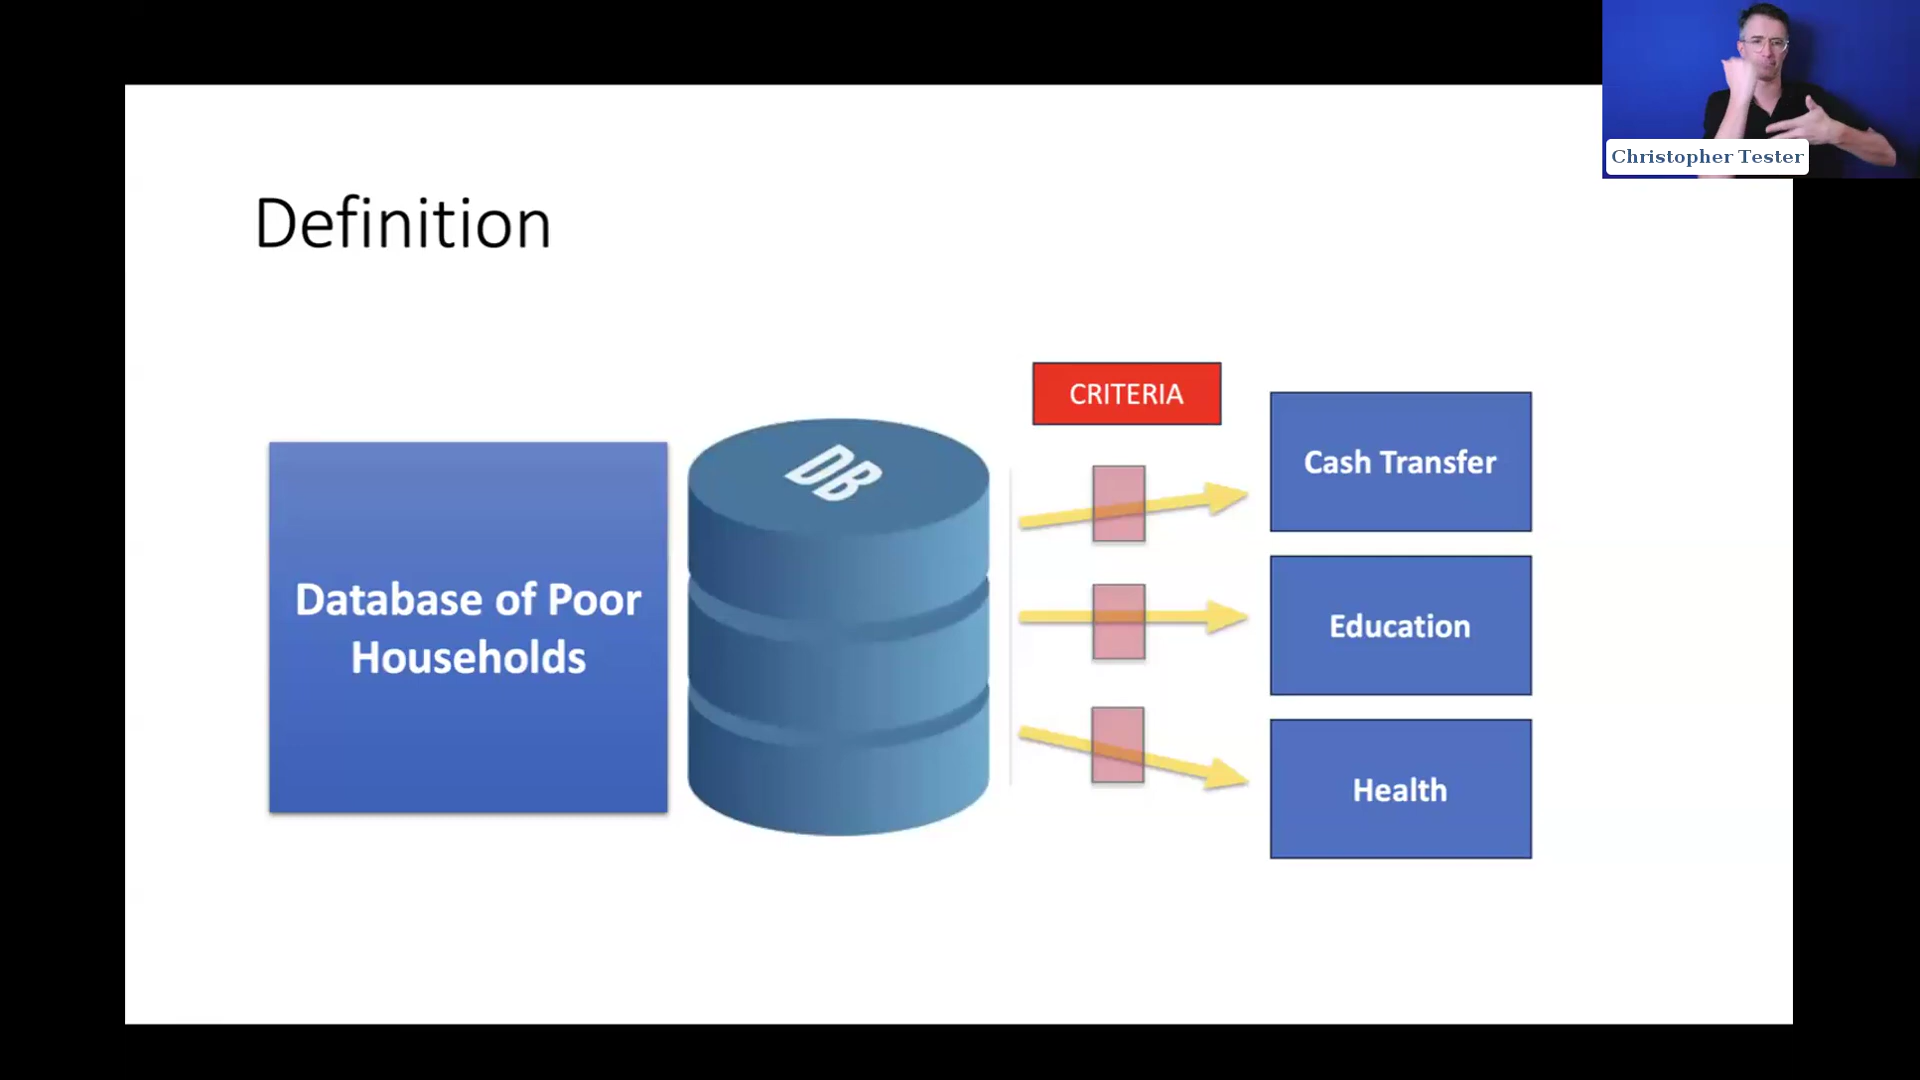 Christopher Tester
Definition
CRITERIA
Database of Poor
Households
DB
Cash Transfer
Education
Health